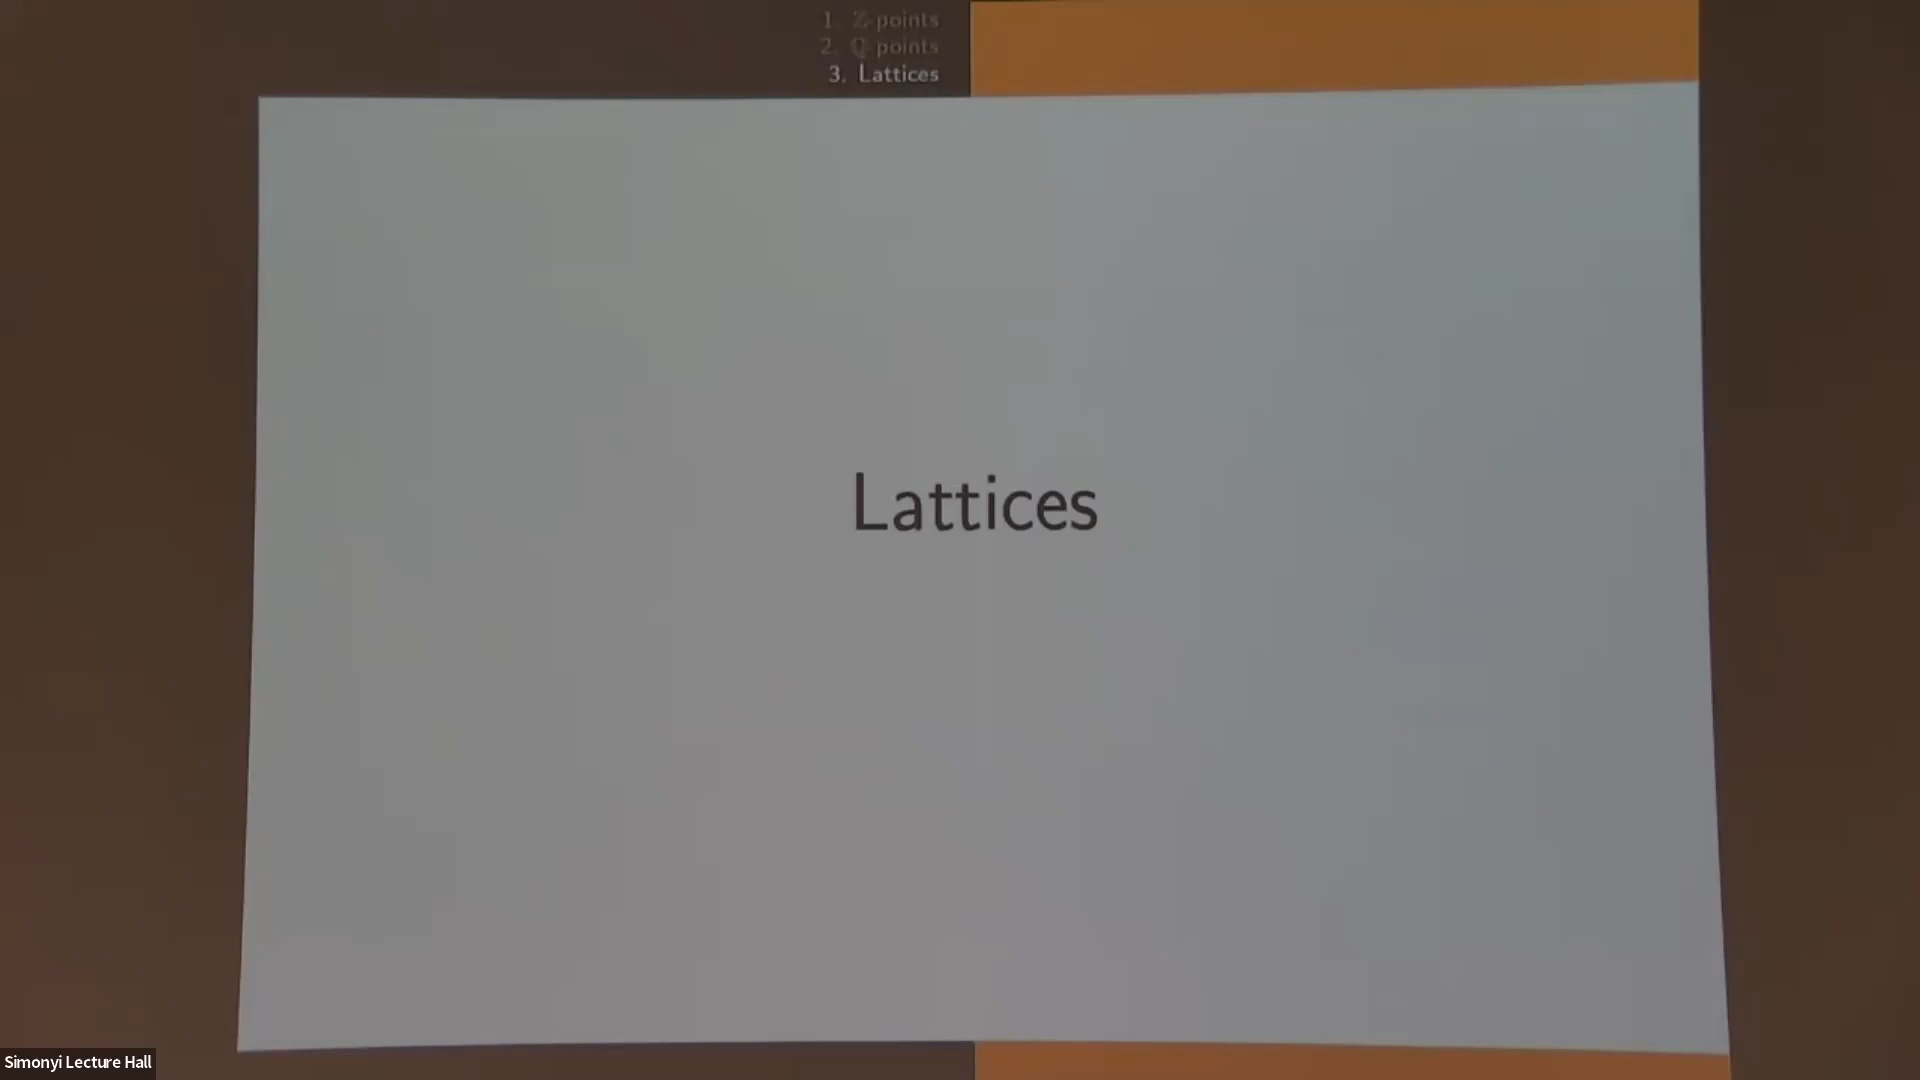 1. ℤ-points
2. ℚ-points
3. Lattices
Lattices
Simonyi Lecture Hall